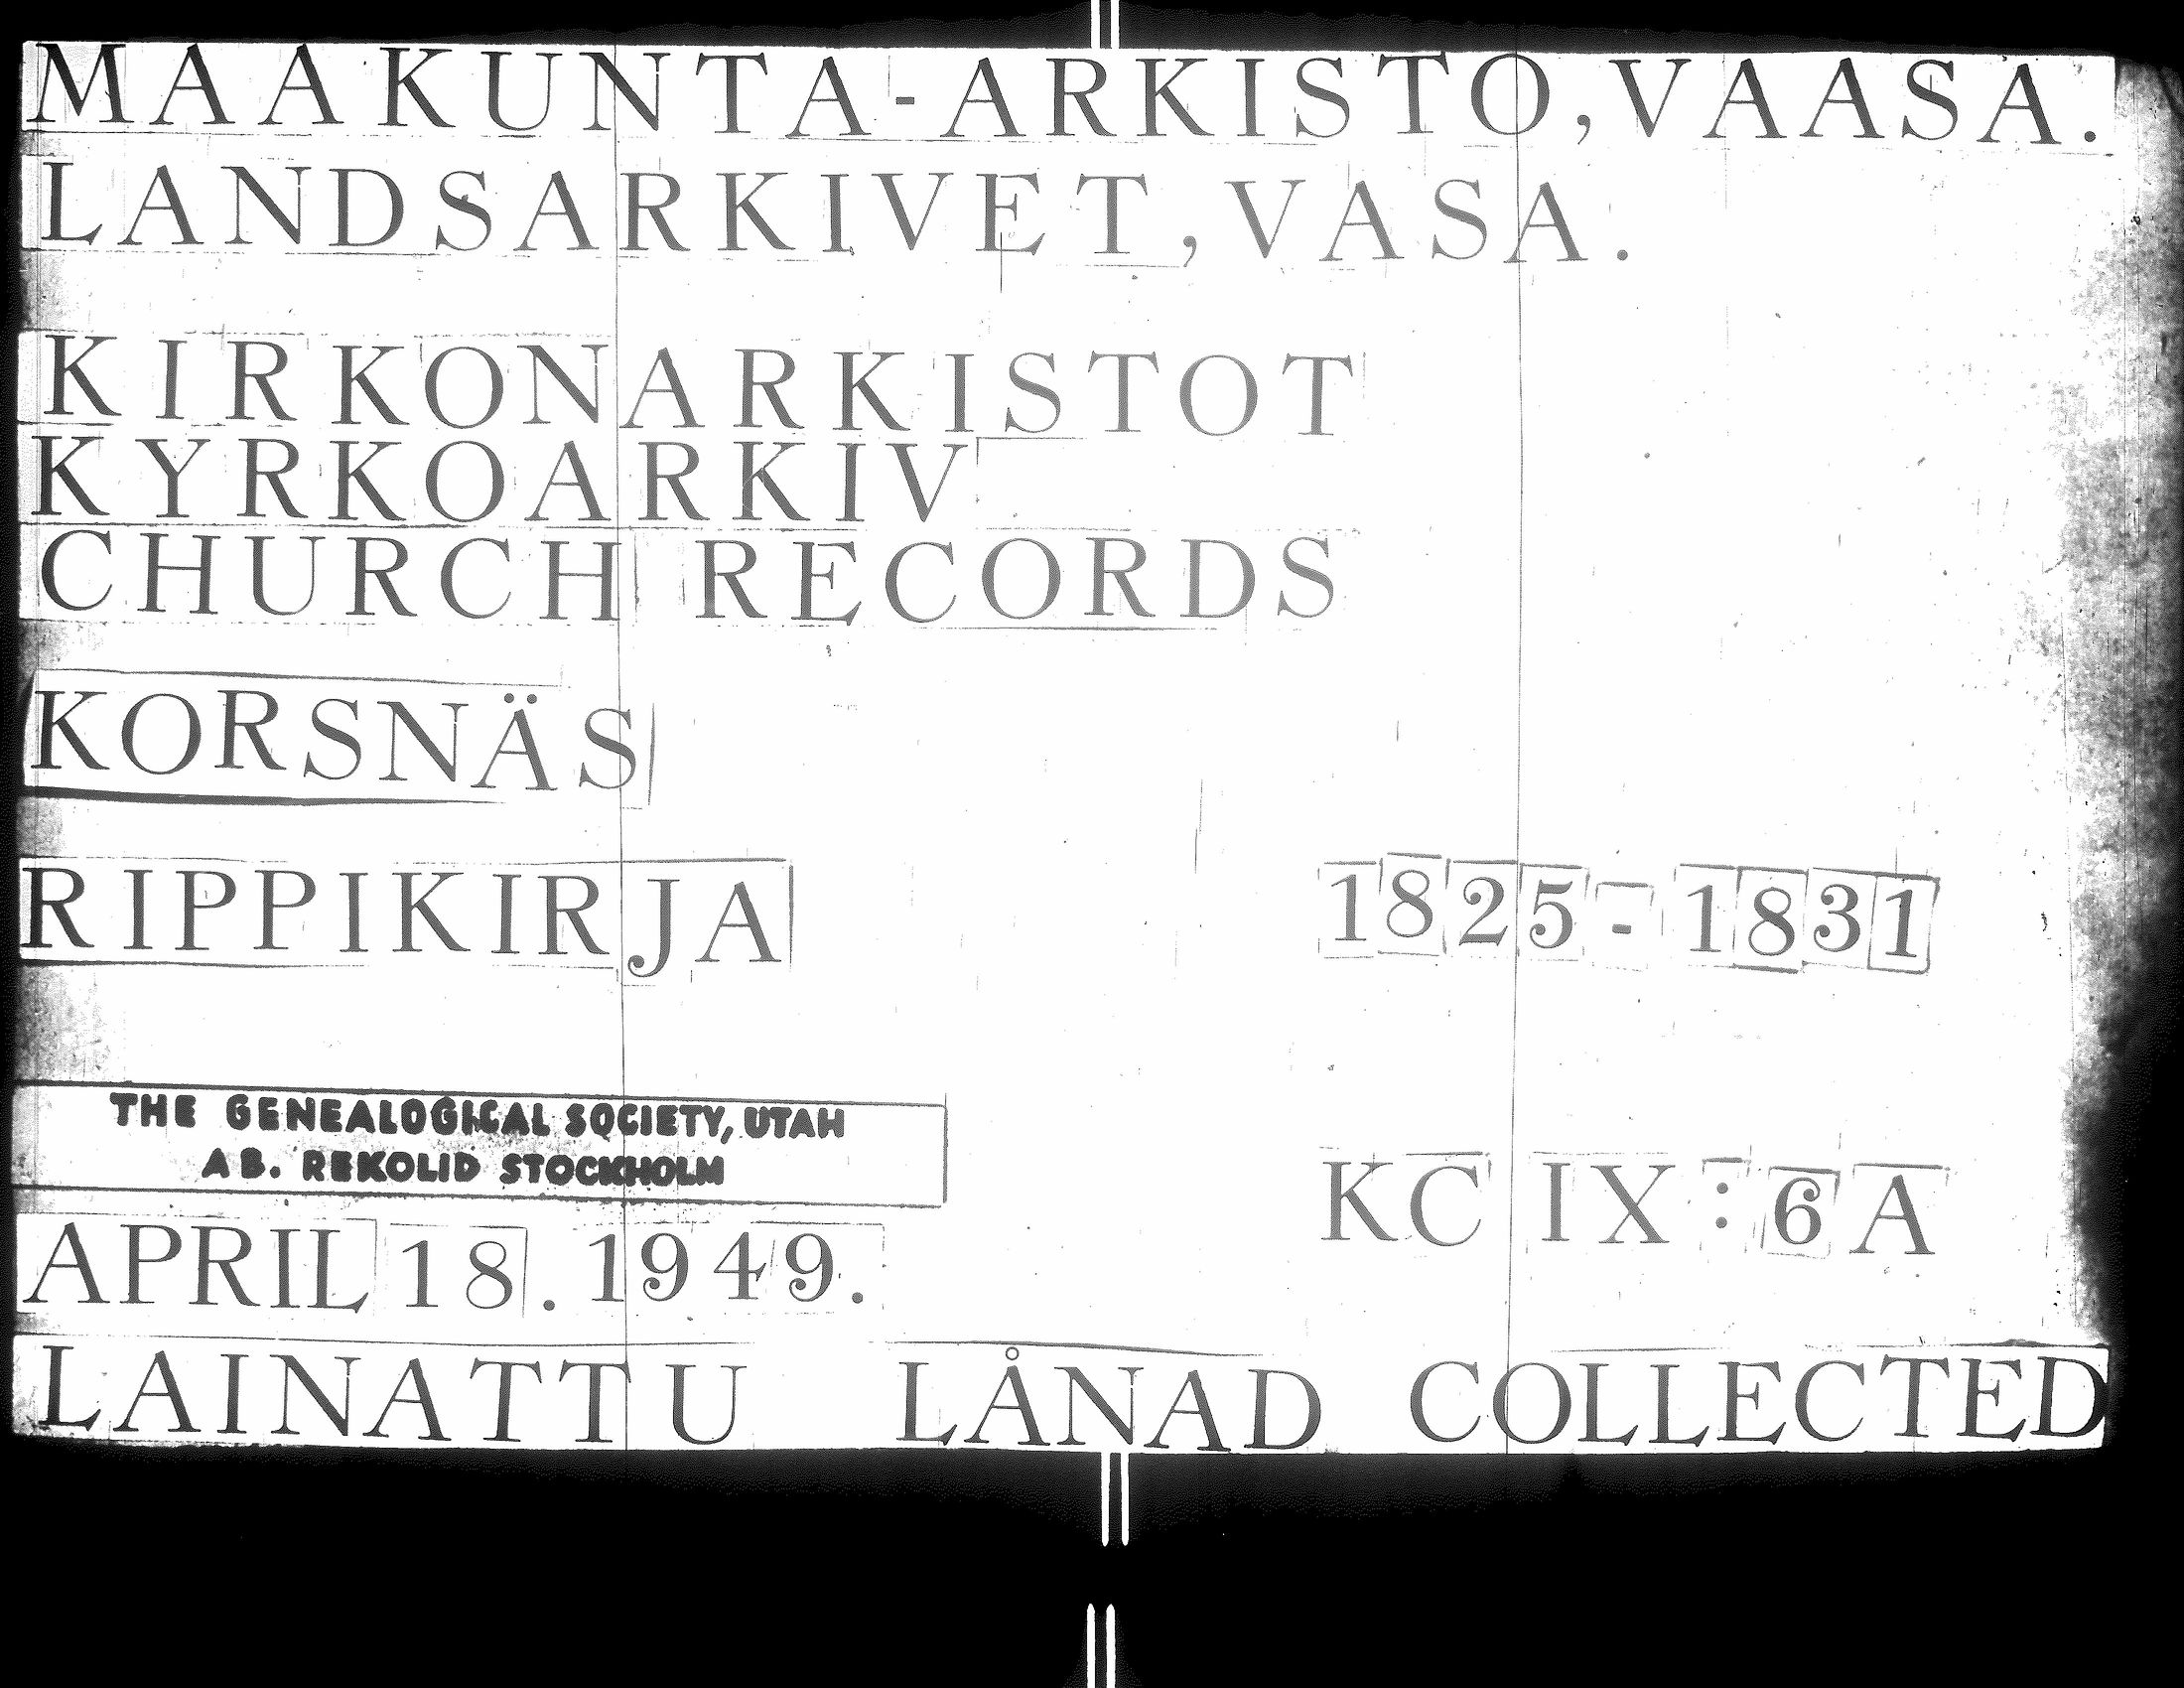 MAAKUNTA-ARKISTO, VAASA.
LANDSARKIVET, VASA.
KIRKONARKISTOT
KYRKOARKIV
CHURCH RECORDS
KORSNÄS
RIPPIKIRJA 1825-1831
THE GENEALOGICAL SOCIETY, UTAH
AB. REKOLID STOCKHOLM
KC IX:6A
APRIL 18. 1949.
LAINATTU LÅNAD COLLECTED